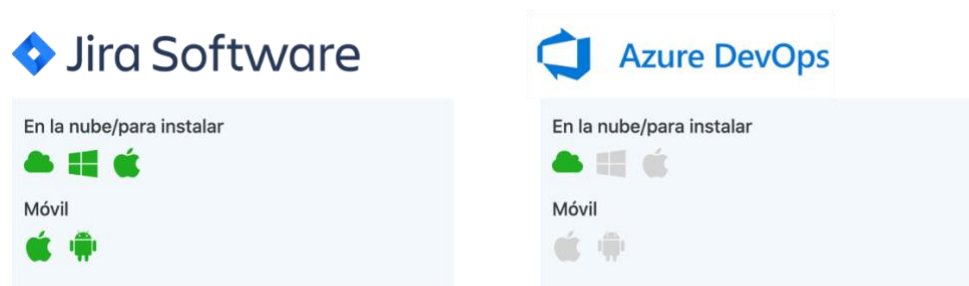 Jira Software
Azure DevOps
En la nube/para instalar
Móvil
En la nube/para instalar
Móvil